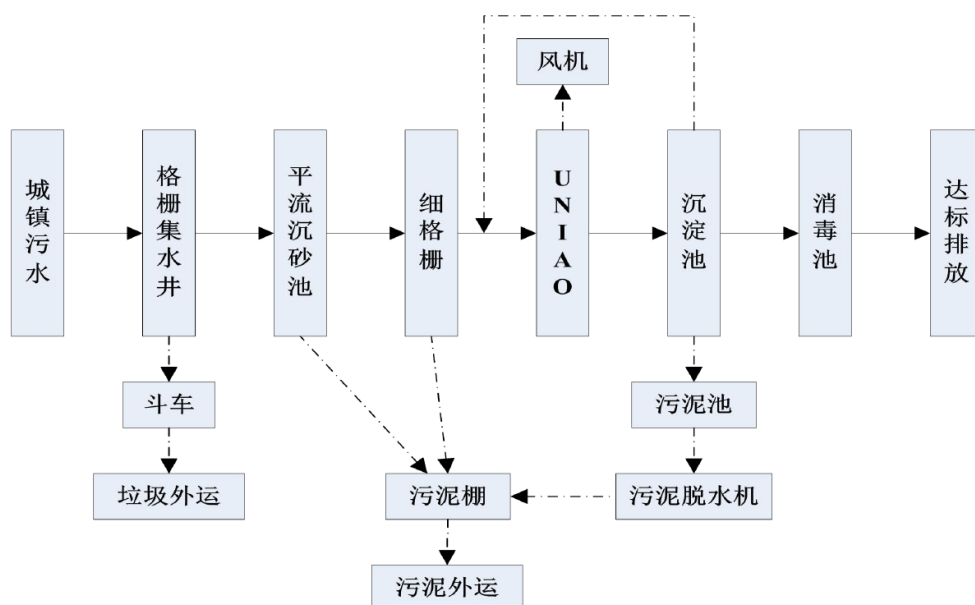 风机
城镇污水
格栅集水井
平流沉砂池
细格栅
UNIAO
沉淀池
消毒池
达标排放
斗车
污泥池
垃圾外运
污泥棚
污泥脱水机
污泥外运